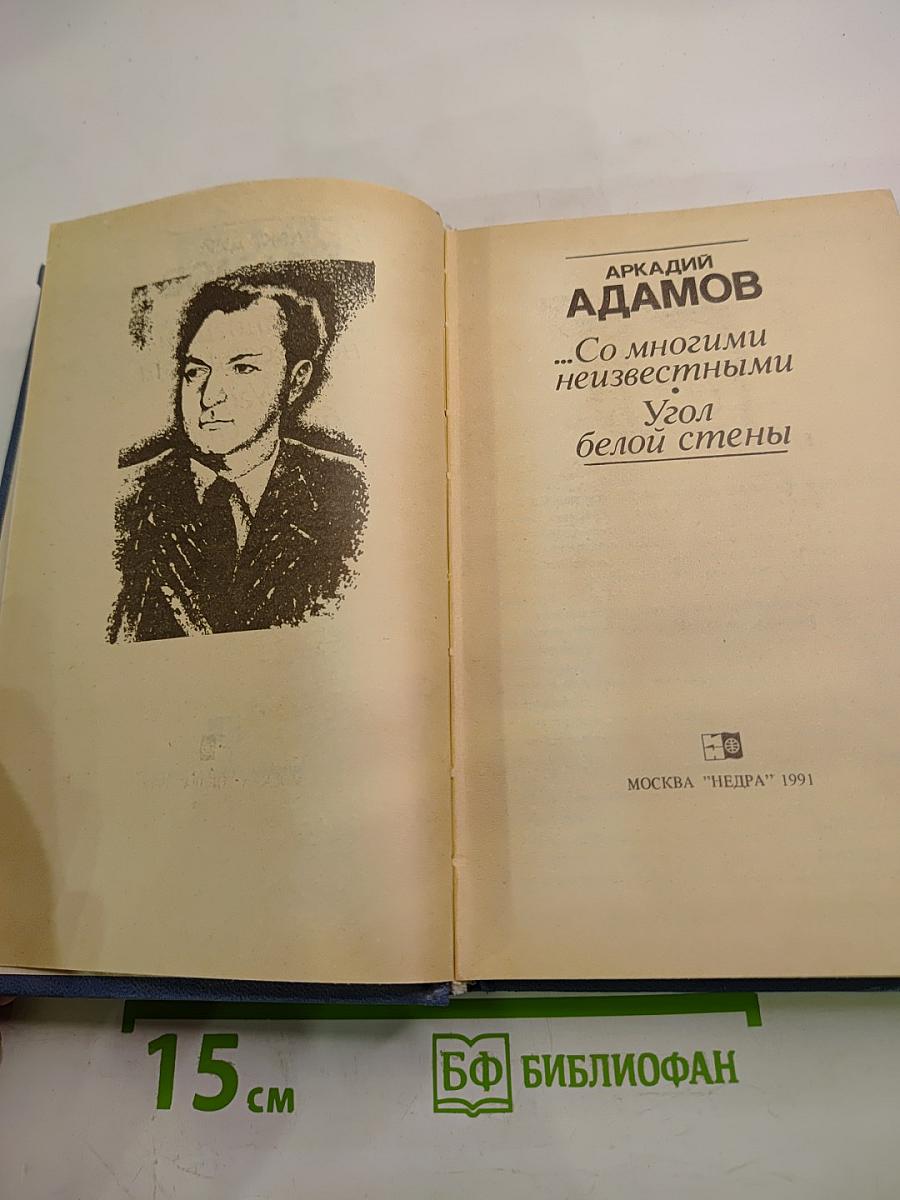 АРКАДИЙ
АДАМОВ
...Со многими
неизвестными
•
Угол
белой стены
МОСКВА "НЕДРА" 1991
15 см
БФ БИБЛИОФАН